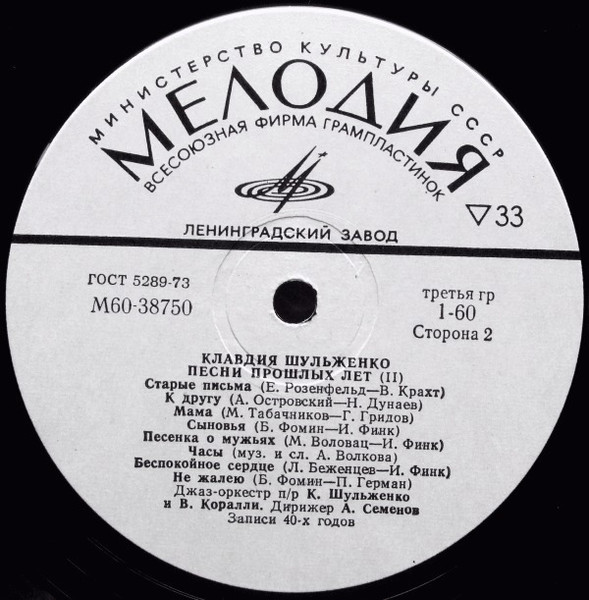 МИНИСТЕРСТВО КУЛЬТУРЫ СССР
МЕЛОДИЯ
ВСЕСОЮЗНАЯ ФИРМА ГРАМПЛАСТИНОК
▽33
ЛЕНИНГРАДСКИЙ ЗАВОД
ГОСТ 5289-73
М60-38750
третья гр
1-60
Сторона 2
КЛАВДИЯ ШУЛЬЖЕНКО
ПЕСНИ ПРОШЛЫХ ЛЕТ (II)
Старые письма (Е. Розенфельд—В. Крахт)
К другу (А. Островский—Н. Дунаев)
Мама (М. Табачников—Г. Гридов)
Сыновья (Б. Фомин—И. Финк)
Песенка о мужьях (М. Воловац—И. Финк)
Часы (муз. и сл. А. Волкова)
Беспокойное сердце (Л. Беженцев—И. Финк)
Не жалею (Б. Фомин—П. Герман)
Джаз-оркестр п/р К. Шульженко
и В. Коралли. Дирижер А. Семенов
Записи 40-х годов